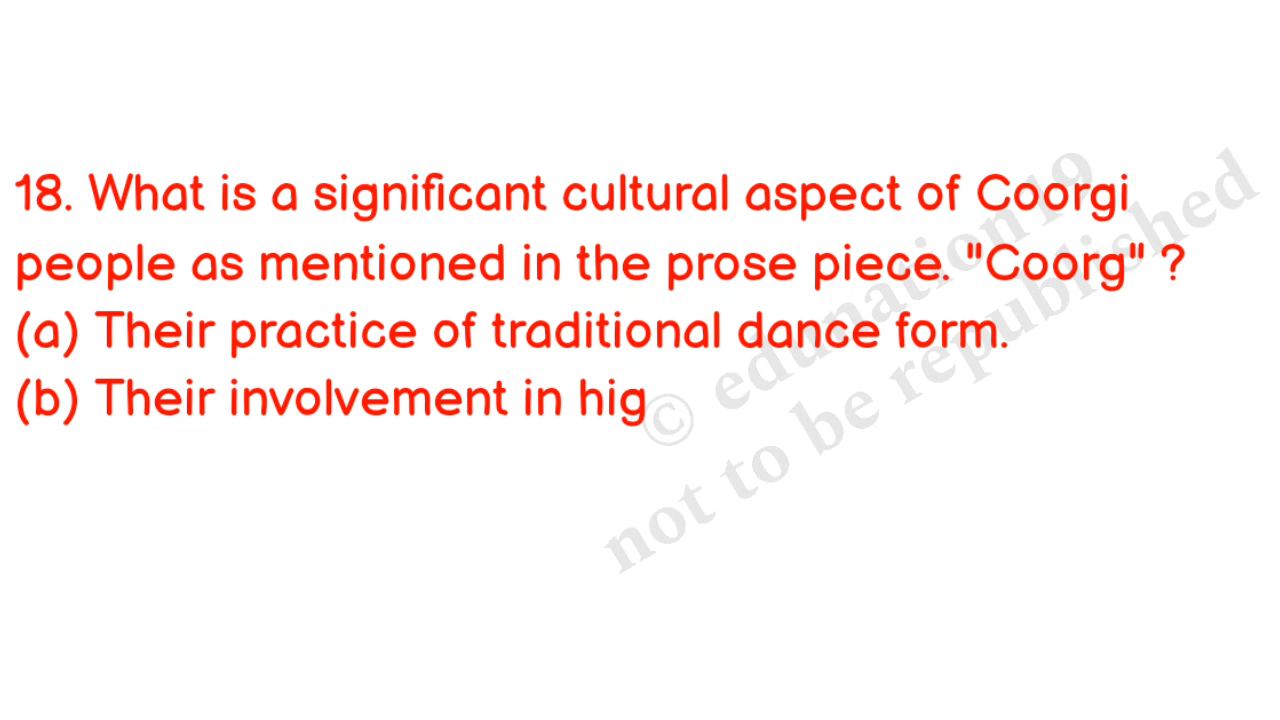 18. What is a significant cultural aspect of Coorgi
people as mentioned in the prose piece. "Coorg" ?
(a) Their practice of traditional dance form.
(b) Their involvement in hig
© edunation19
not to be republished